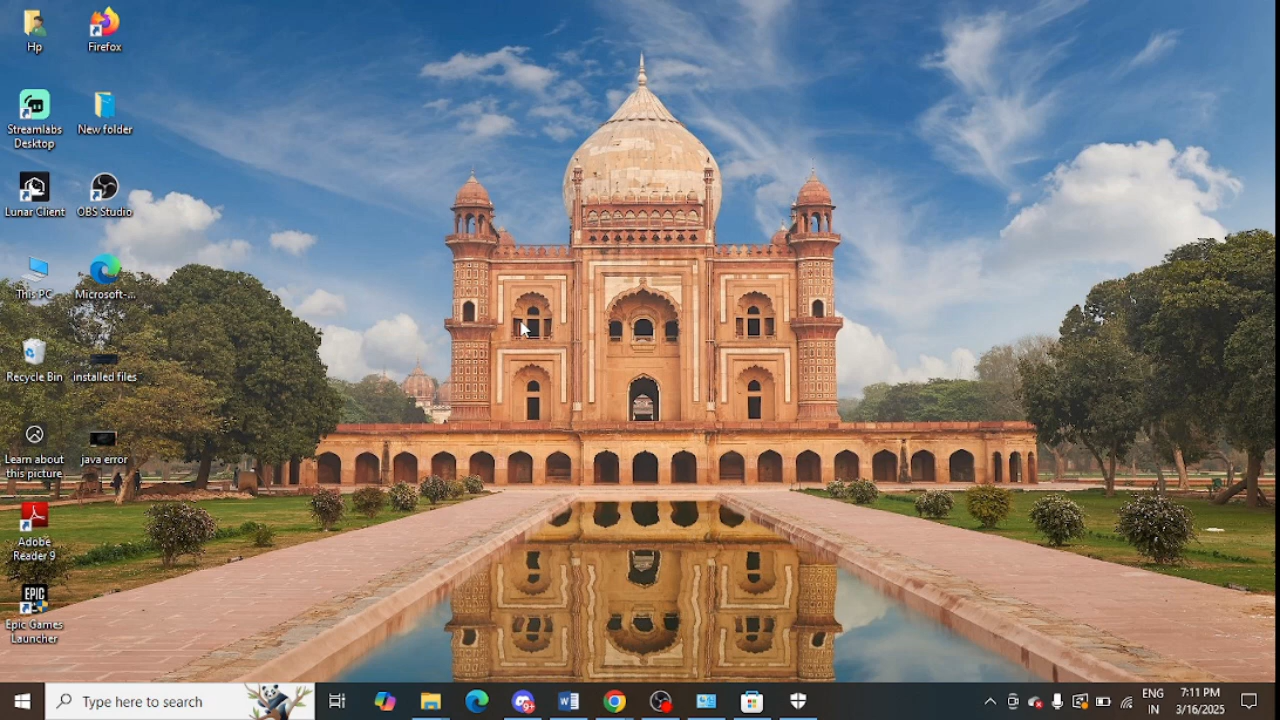 Hp
Firefox
Streamlabs
Desktop
New folder
Lunar Client
OBS Studio
This PC
Microsoft-...
Recycle Bin
installed files
Learn about
this picture
java error
Adobe
Reader 9
EPIC
Epic Games
Launcher
Type here to search
9+
W
ENG
IN
7:11 PM
3/16/2025